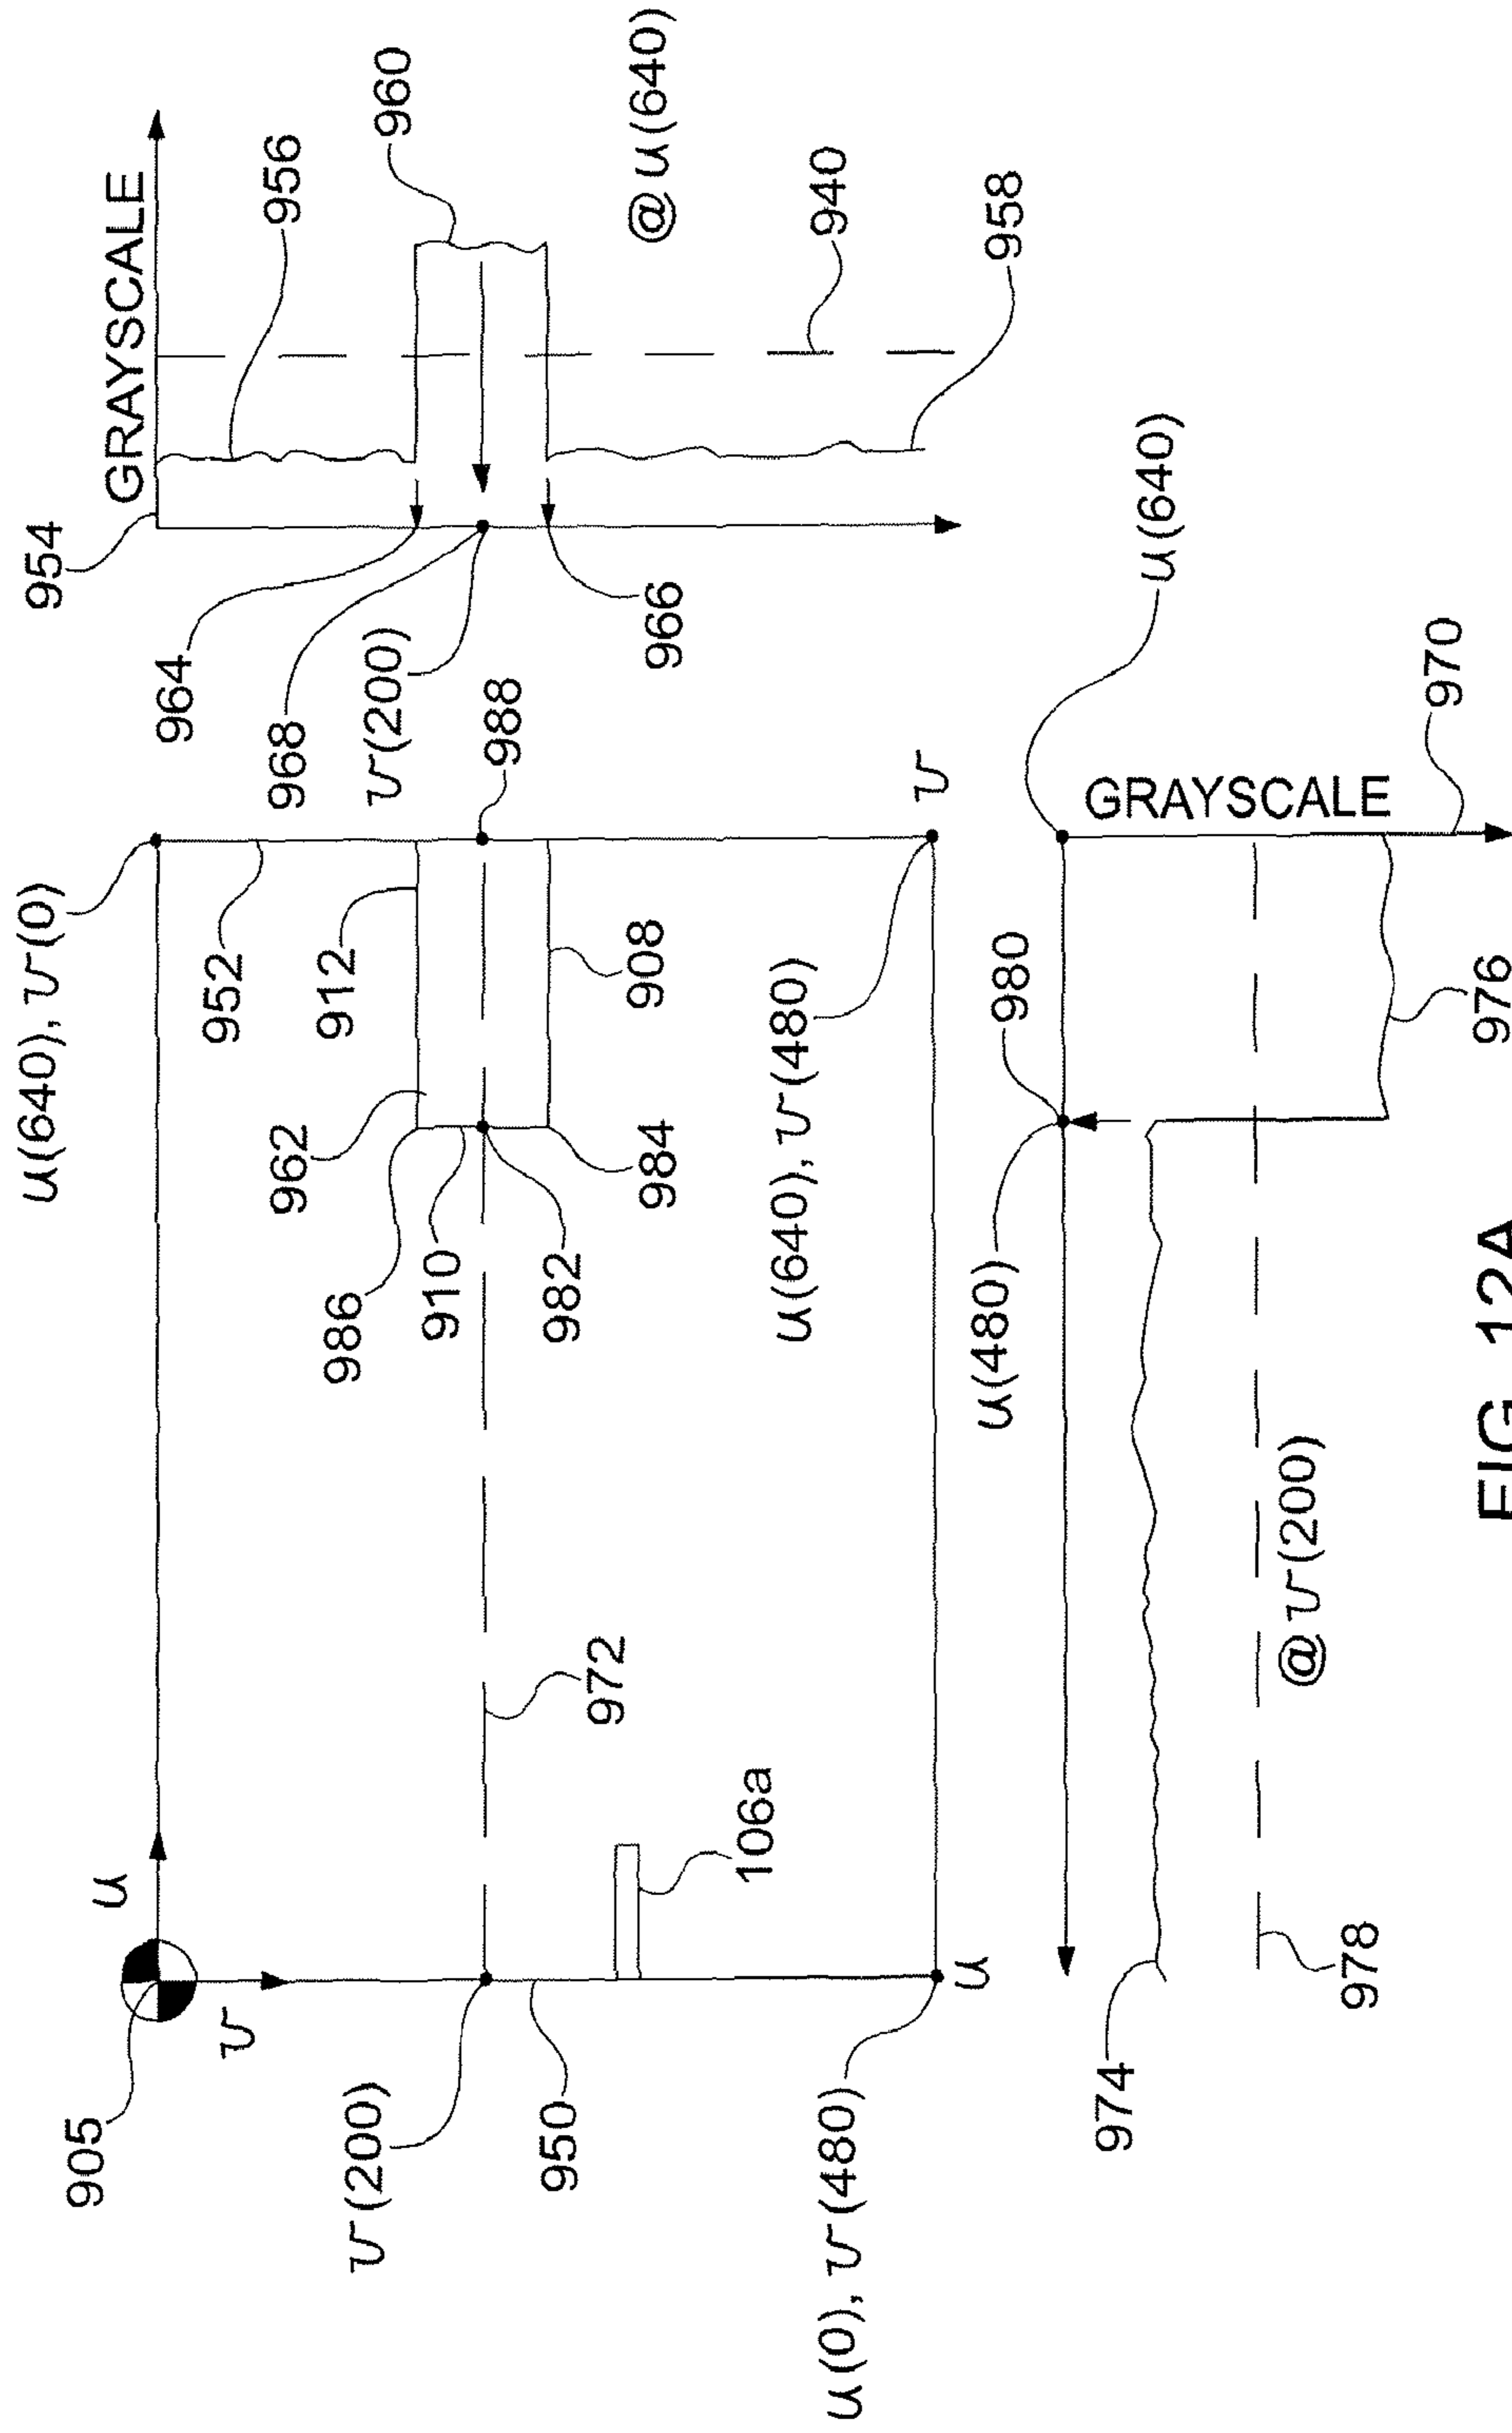 u(640), v(0)
954
905
u
GRAYSCALE
964
952
v
956
968
962
912
986
v(200)
v(200)
960
910
988
950
982
972
908
984
966
@ u(640)
106a
u(640), v(480)
940
u(0), v(480)
v
u
u(480)
980
958
974
u(640)
GRAYSCALE
@ v(200)
978
970
976
FIG. 12A